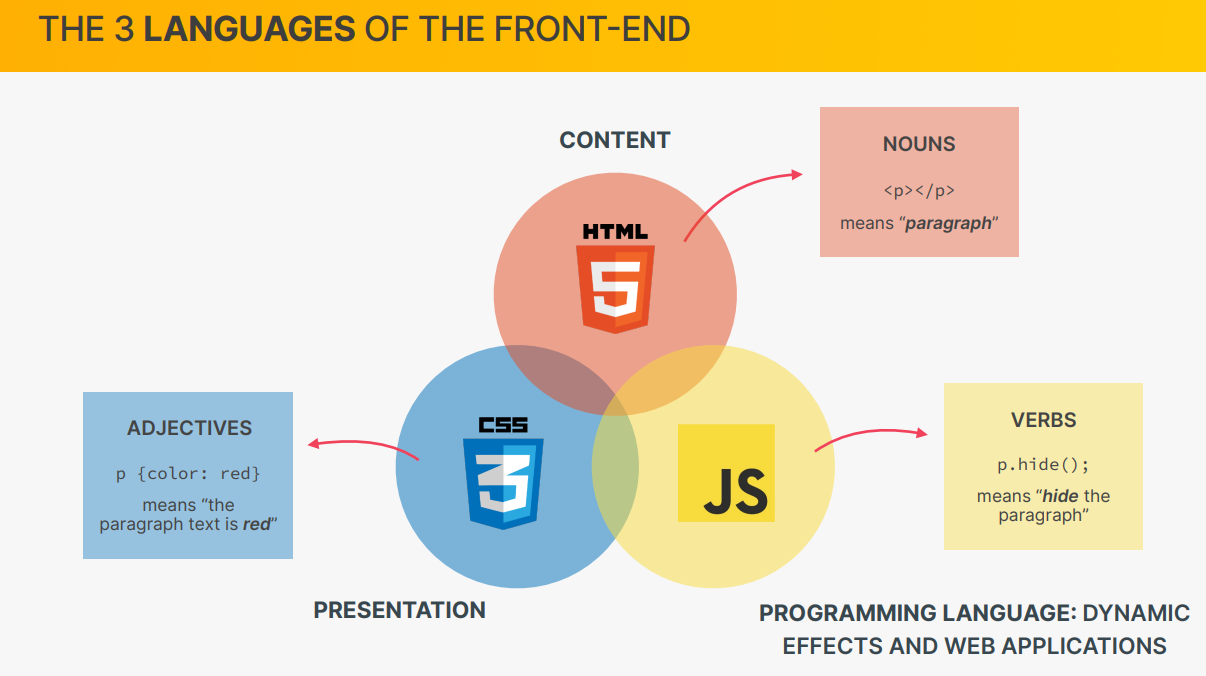 THE 3 LANGUAGES OF THE FRONT-END
CONTENT
HTML
5
NOUNS
<p></p>
means “paragraph”
CSS
3
ADJECTIVES
p {color: red}
means “the
paragraph text is red”
PRESENTATION
JS
VERBS
p.hide();
means “hide the
paragraph”
PROGRAMMING LANGUAGE: DYNAMIC
EFFECTS AND WEB APPLICATIONS